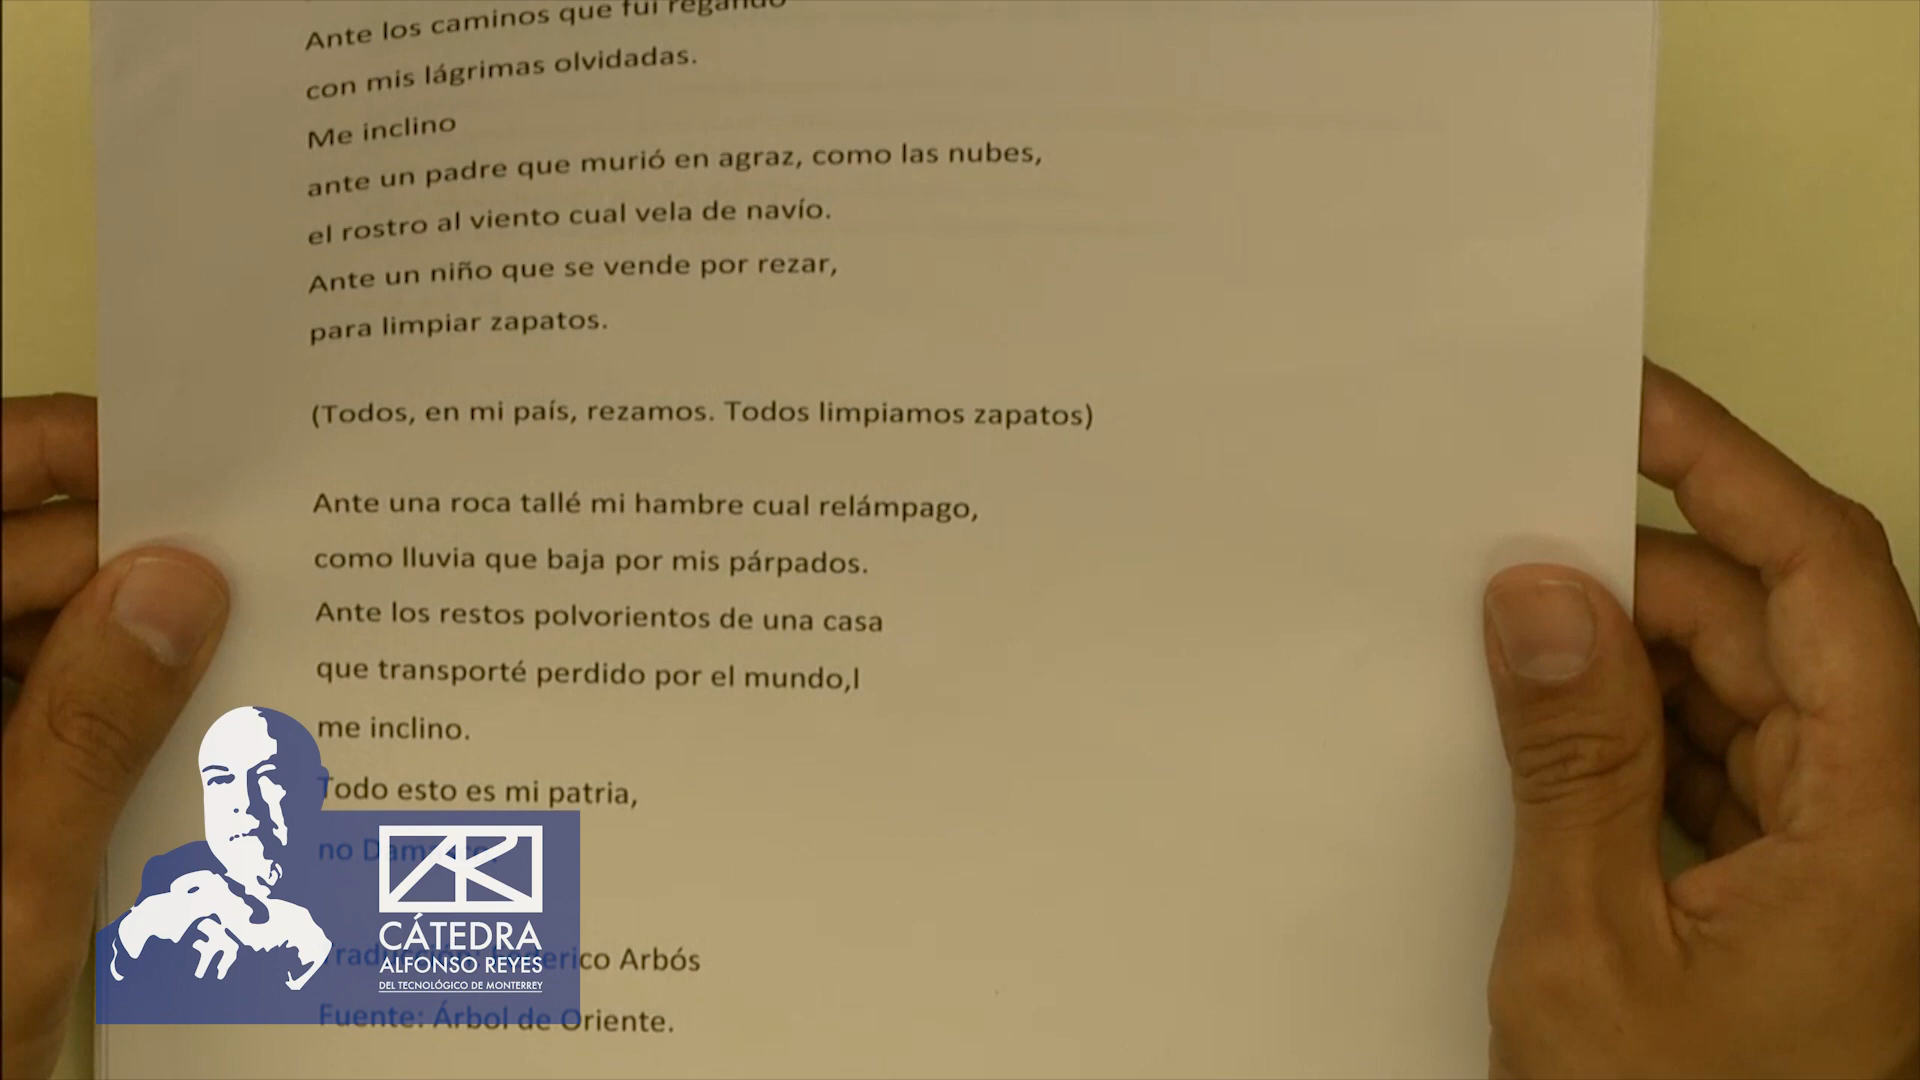 Ante los caminos que fui regando
con mis lágrimas olvidadas.
Me inclino
ante un padre que murió en agraz, como las nubes,
el rostro al viento cual vela de navío.
Ante un niño que se vende por rezar,
para limpiar zapatos.
(Todos, en mi país, rezamos. Todos limpiamos zapatos)
Ante una roca tallé mi hambre cual relámpago,
como lluvia que baja por mis párpados.
Ante los restos polvorientos de una casa
que transporté perdido por el mundo,l
me inclino.
Todo esto es mi patria,
no Damasco.
Traducción: Federico Arbós
Fuente: Árbol de Oriente.
CÁTEDRA
ALFONSO REYES
DEL TECNOLÓGICO DE MONTERREY